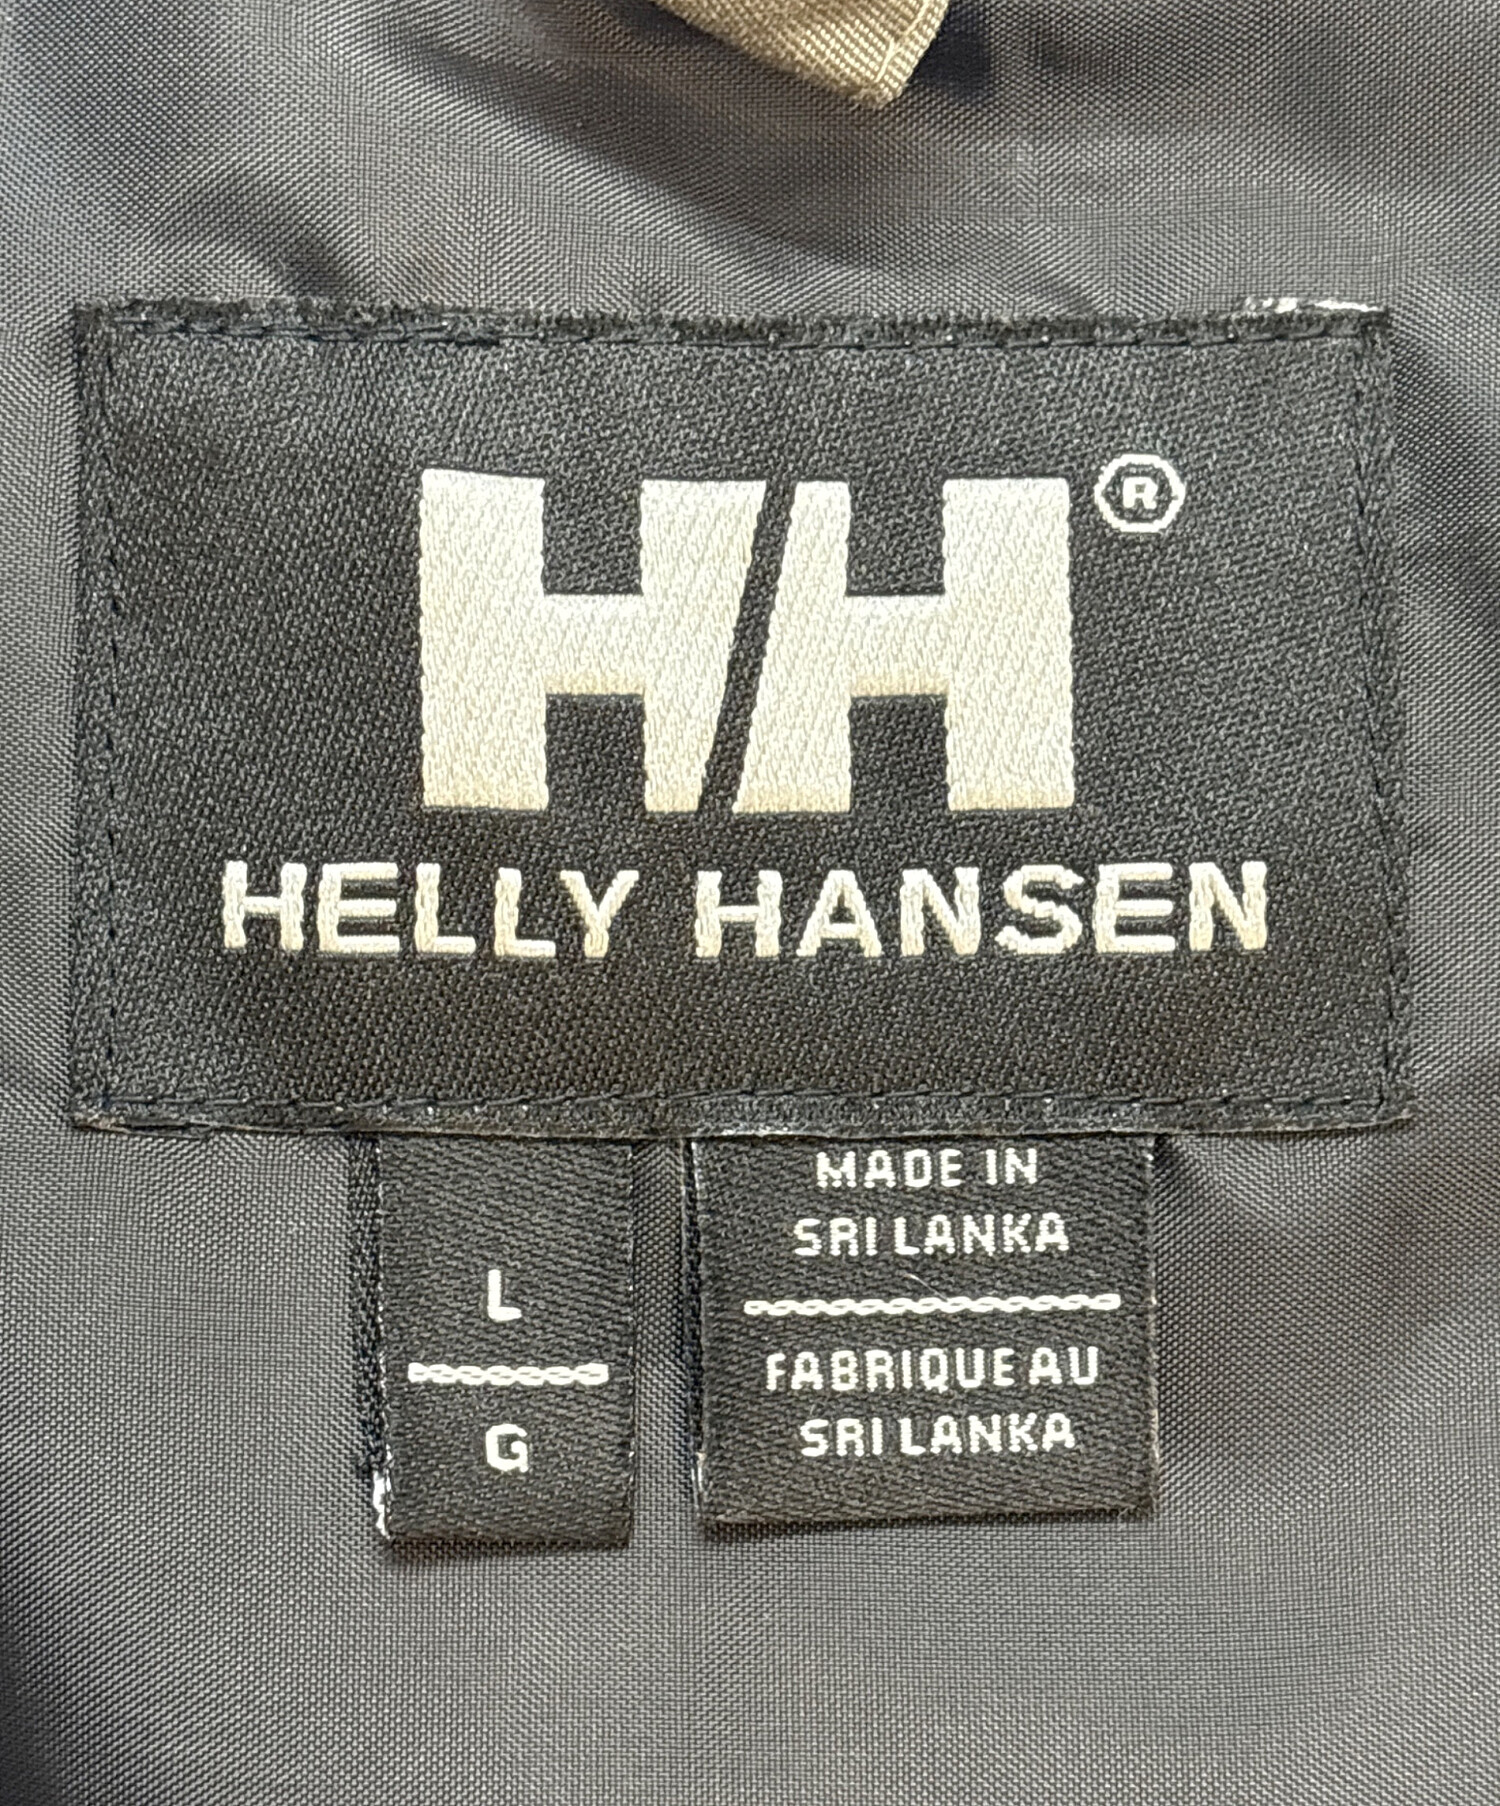 H/H®
HELLY HANSEN
L
G
MADE IN
SRI LANKA
FABRIQUE AU
SRI LANKA